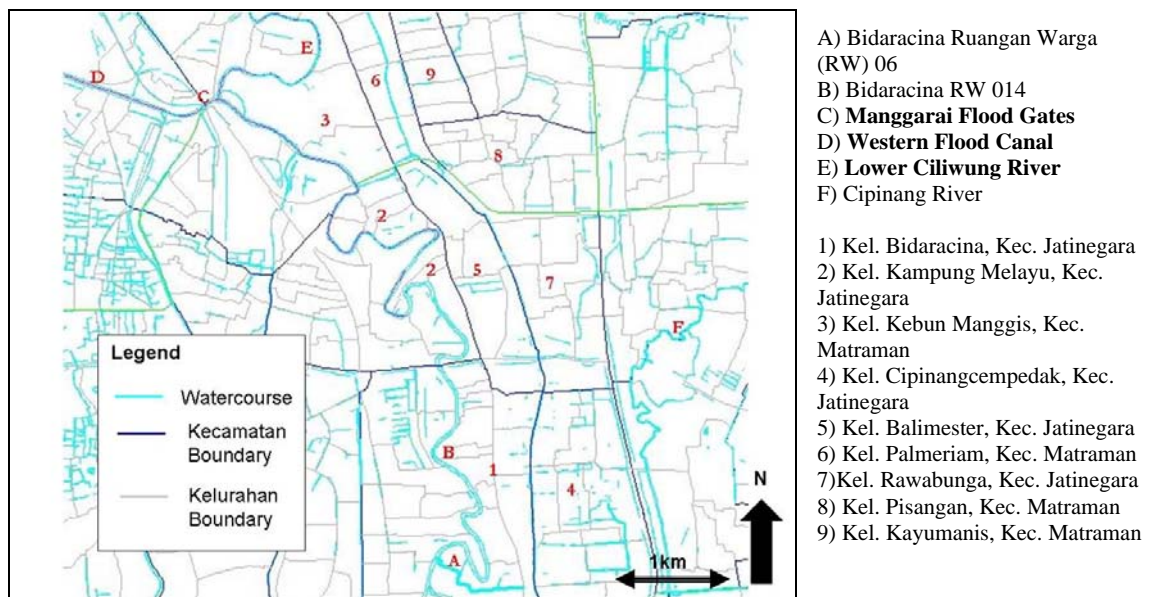 E
D
6
9
C
3
8
2
2
5
7
F
Legend
Watercourse
Kecamatan
Boundary
Kelurahan
Boundary
B
1
4
A
N
1km
A) Bidaracina Ruangan Warga
(RW) 06
B) Bidaracina RW 014
C) Manggarai Flood Gates
D) Western Flood Canal
E) Lower Ciliwung River
F) Cipinang River
1) Kel. Bidaracina, Kec. Jatinegara
2) Kel. Kampung Melayu, Kec.
Jatinegara
3) Kel. Kebun Manggis, Kec.
Matraman
4) Kel. Cipinangcempedak, Kec.
Jatinegara
5) Kel. Balimester, Kec. Jatinegara
6) Kel. Palmeriam, Kec. Matraman
7)Kel. Rawabunga, Kec. Jatinegara
8) Kel. Pisangan, Kec. Matraman
9) Kel. Kayumanis, Kec. Matraman